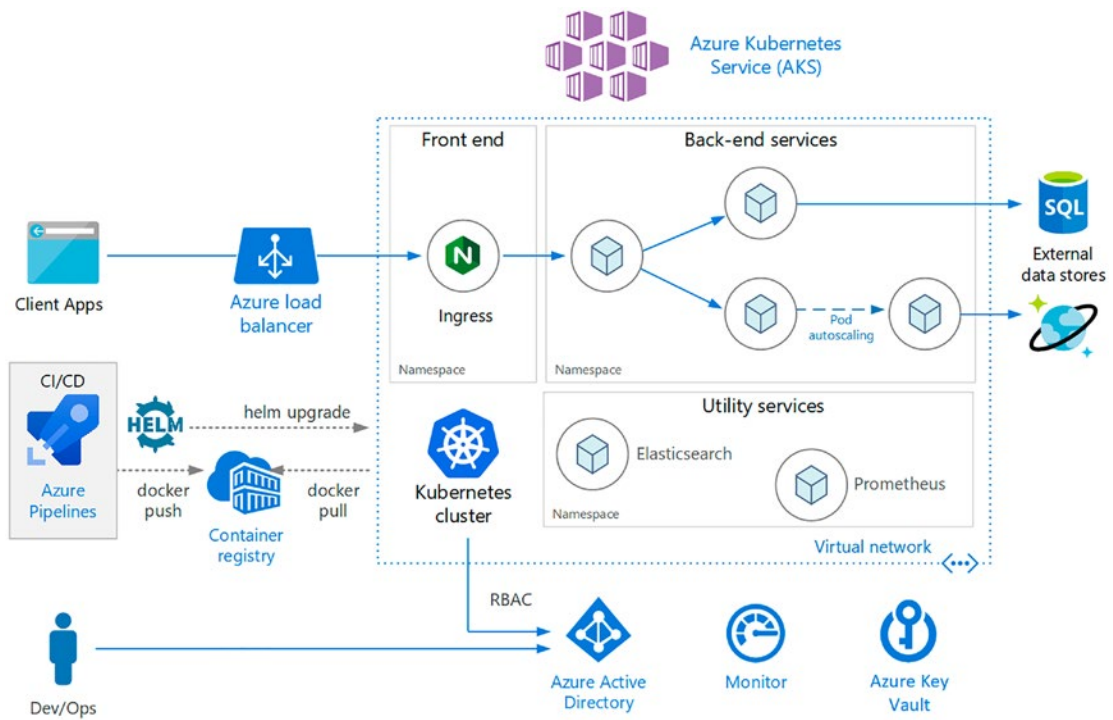 Azure Kubernetes
Service (AKS)
Front end
Back-end services
SQL
External
data stores
Client Apps
Azure load
balancer
N
Ingress
Pod
autoscaling
Namespace
Namespace
CI/CD
HELM
helm upgrade
Utility services
Elasticsearch
Prometheus
Azure
Pipelines
docker
push
docker
pull
Container
registry
Kubernetes
cluster
Namespace
Virtual network
RBAC
Dev/Ops
Azure Active
Directory
Monitor
Azure Key
Vault